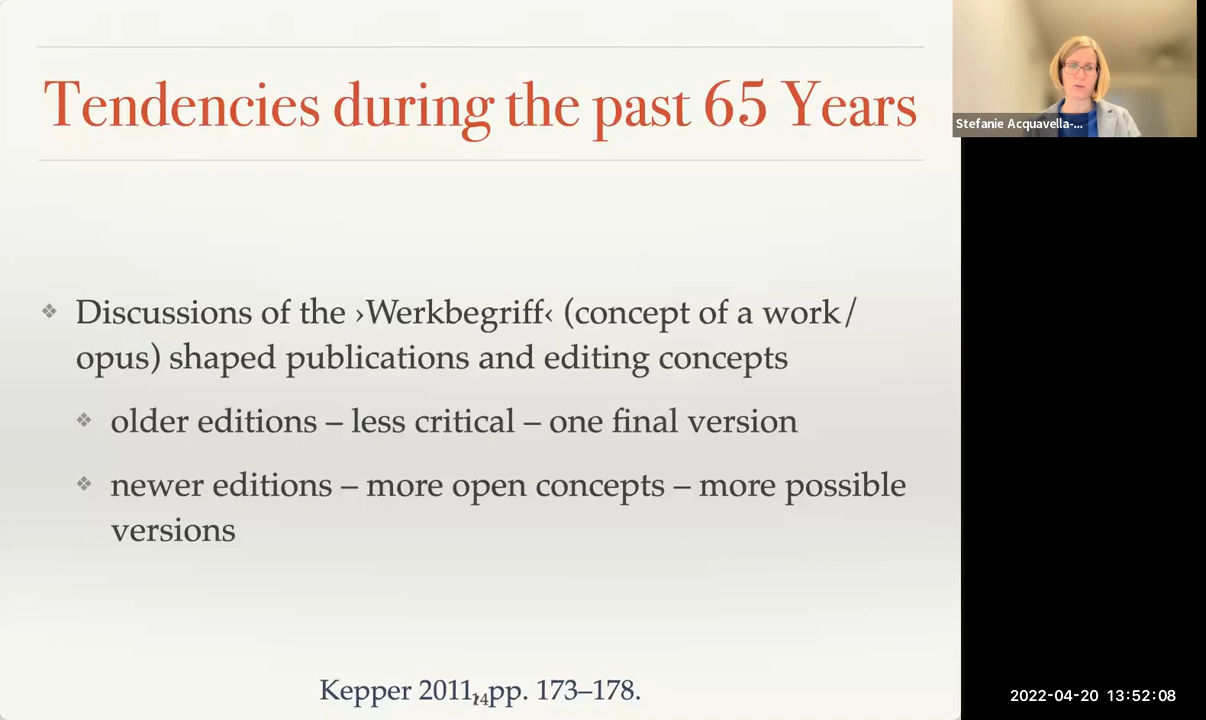 Tendencies during the past 65 Years
Stefanie Acquavella-...
❖ Discussions of the ›Werkbegriff‹ (concept of a work/
opus) shaped publications and editing concepts
❖ older editions – less critical – one final version
❖ newer editions – more open concepts – more possible
versions
Kepper 2011, pp. 173–178.
2022-04-20 13:52:08